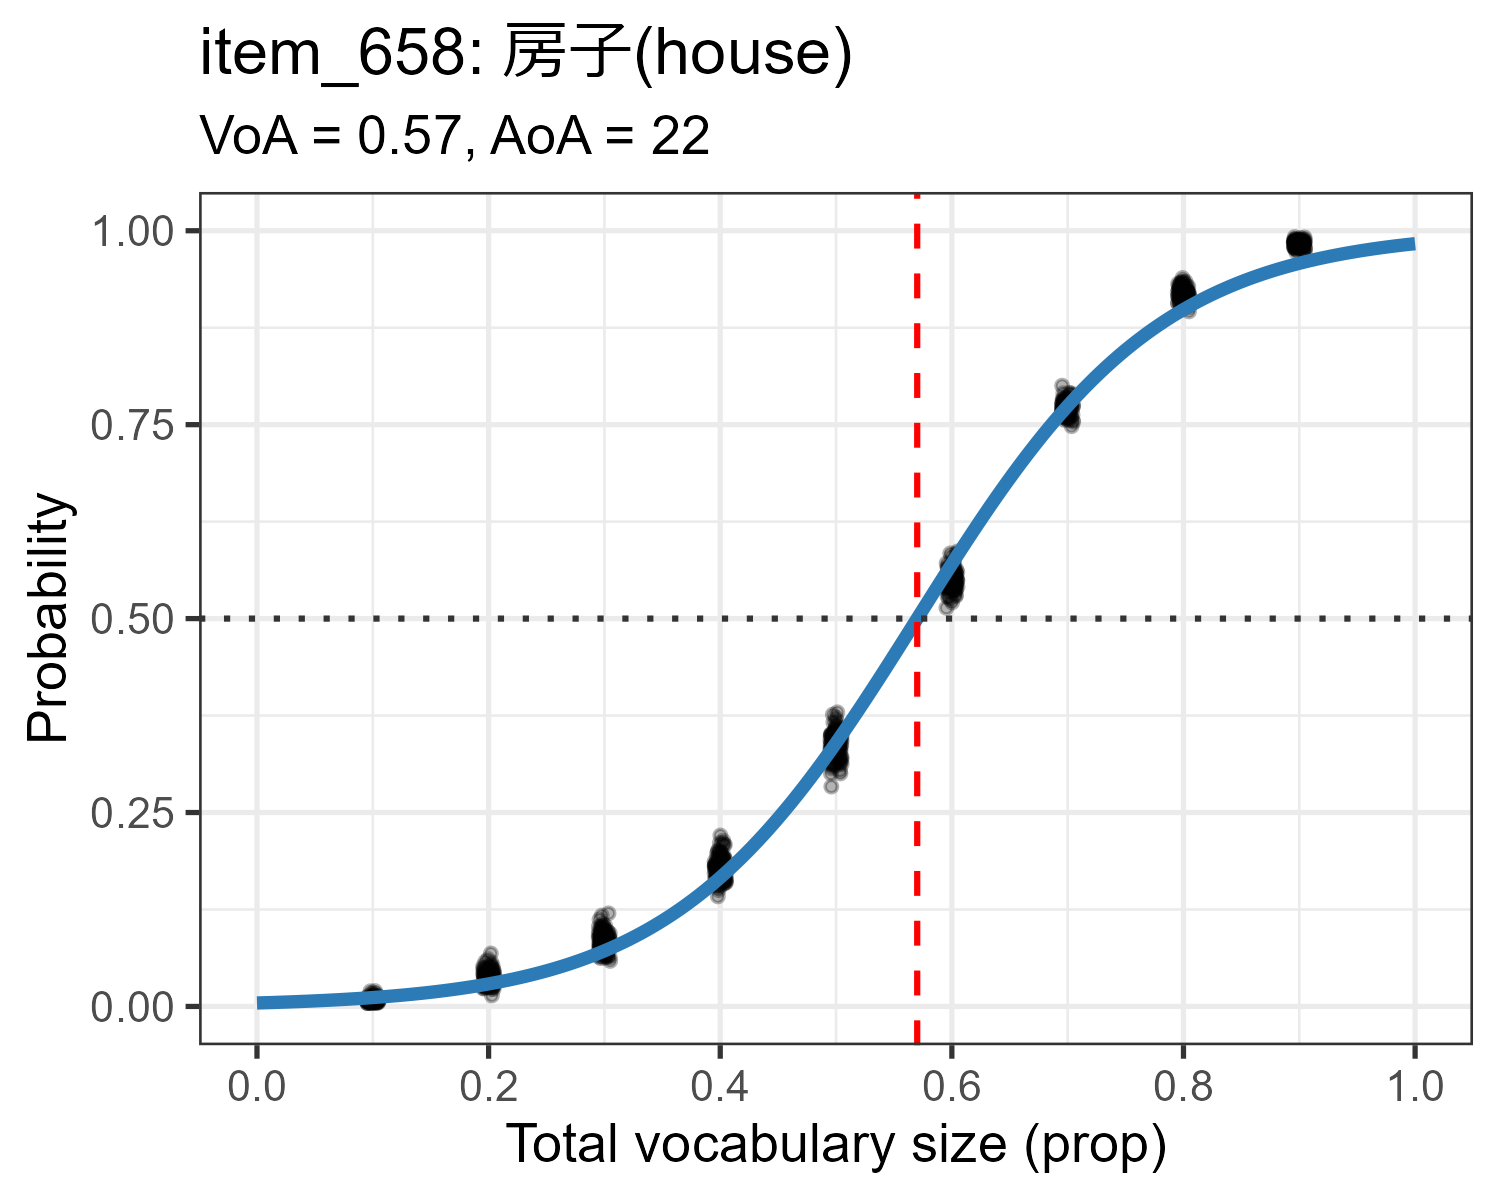 item_658: 房子(house)
VoA = 0.57, AoA = 22
1.00
0.75
0.50
0.25
0.00
Probability
0.0 0.2 0.4 0.6 0.8 1.0
Total vocabulary size (prop)